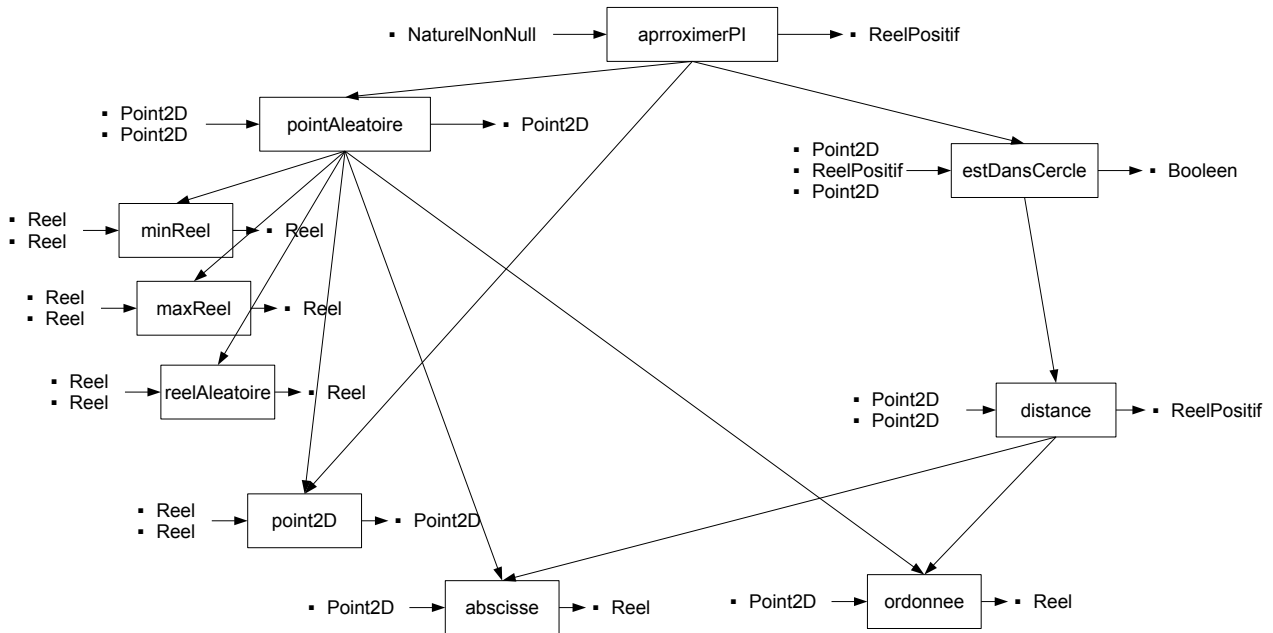 ▪ NaturelNonNull
aprroximerPI
▪ ReelPositif
▪ Point2D
▪ Point2D
pointAleatoire
▪ Point2D
▪ Point2D
▪ ReelPositif
▪ Point2D
estDansCercle
▪ Booleen
▪ Reel
▪ Reel
minReel
▪ Reel
▪ Reel
▪ Reel
maxReel
▪ Reel
▪ Reel
▪ Reel
reelAleatoire
▪ Reel
▪ Point2D
▪ Point2D
distance
▪ ReelPositif
▪ Reel
▪ Reel
point2D
▪ Point2D
▪ Point2D
abscisse
▪ Reel
▪ Point2D
ordonnee
▪ Reel